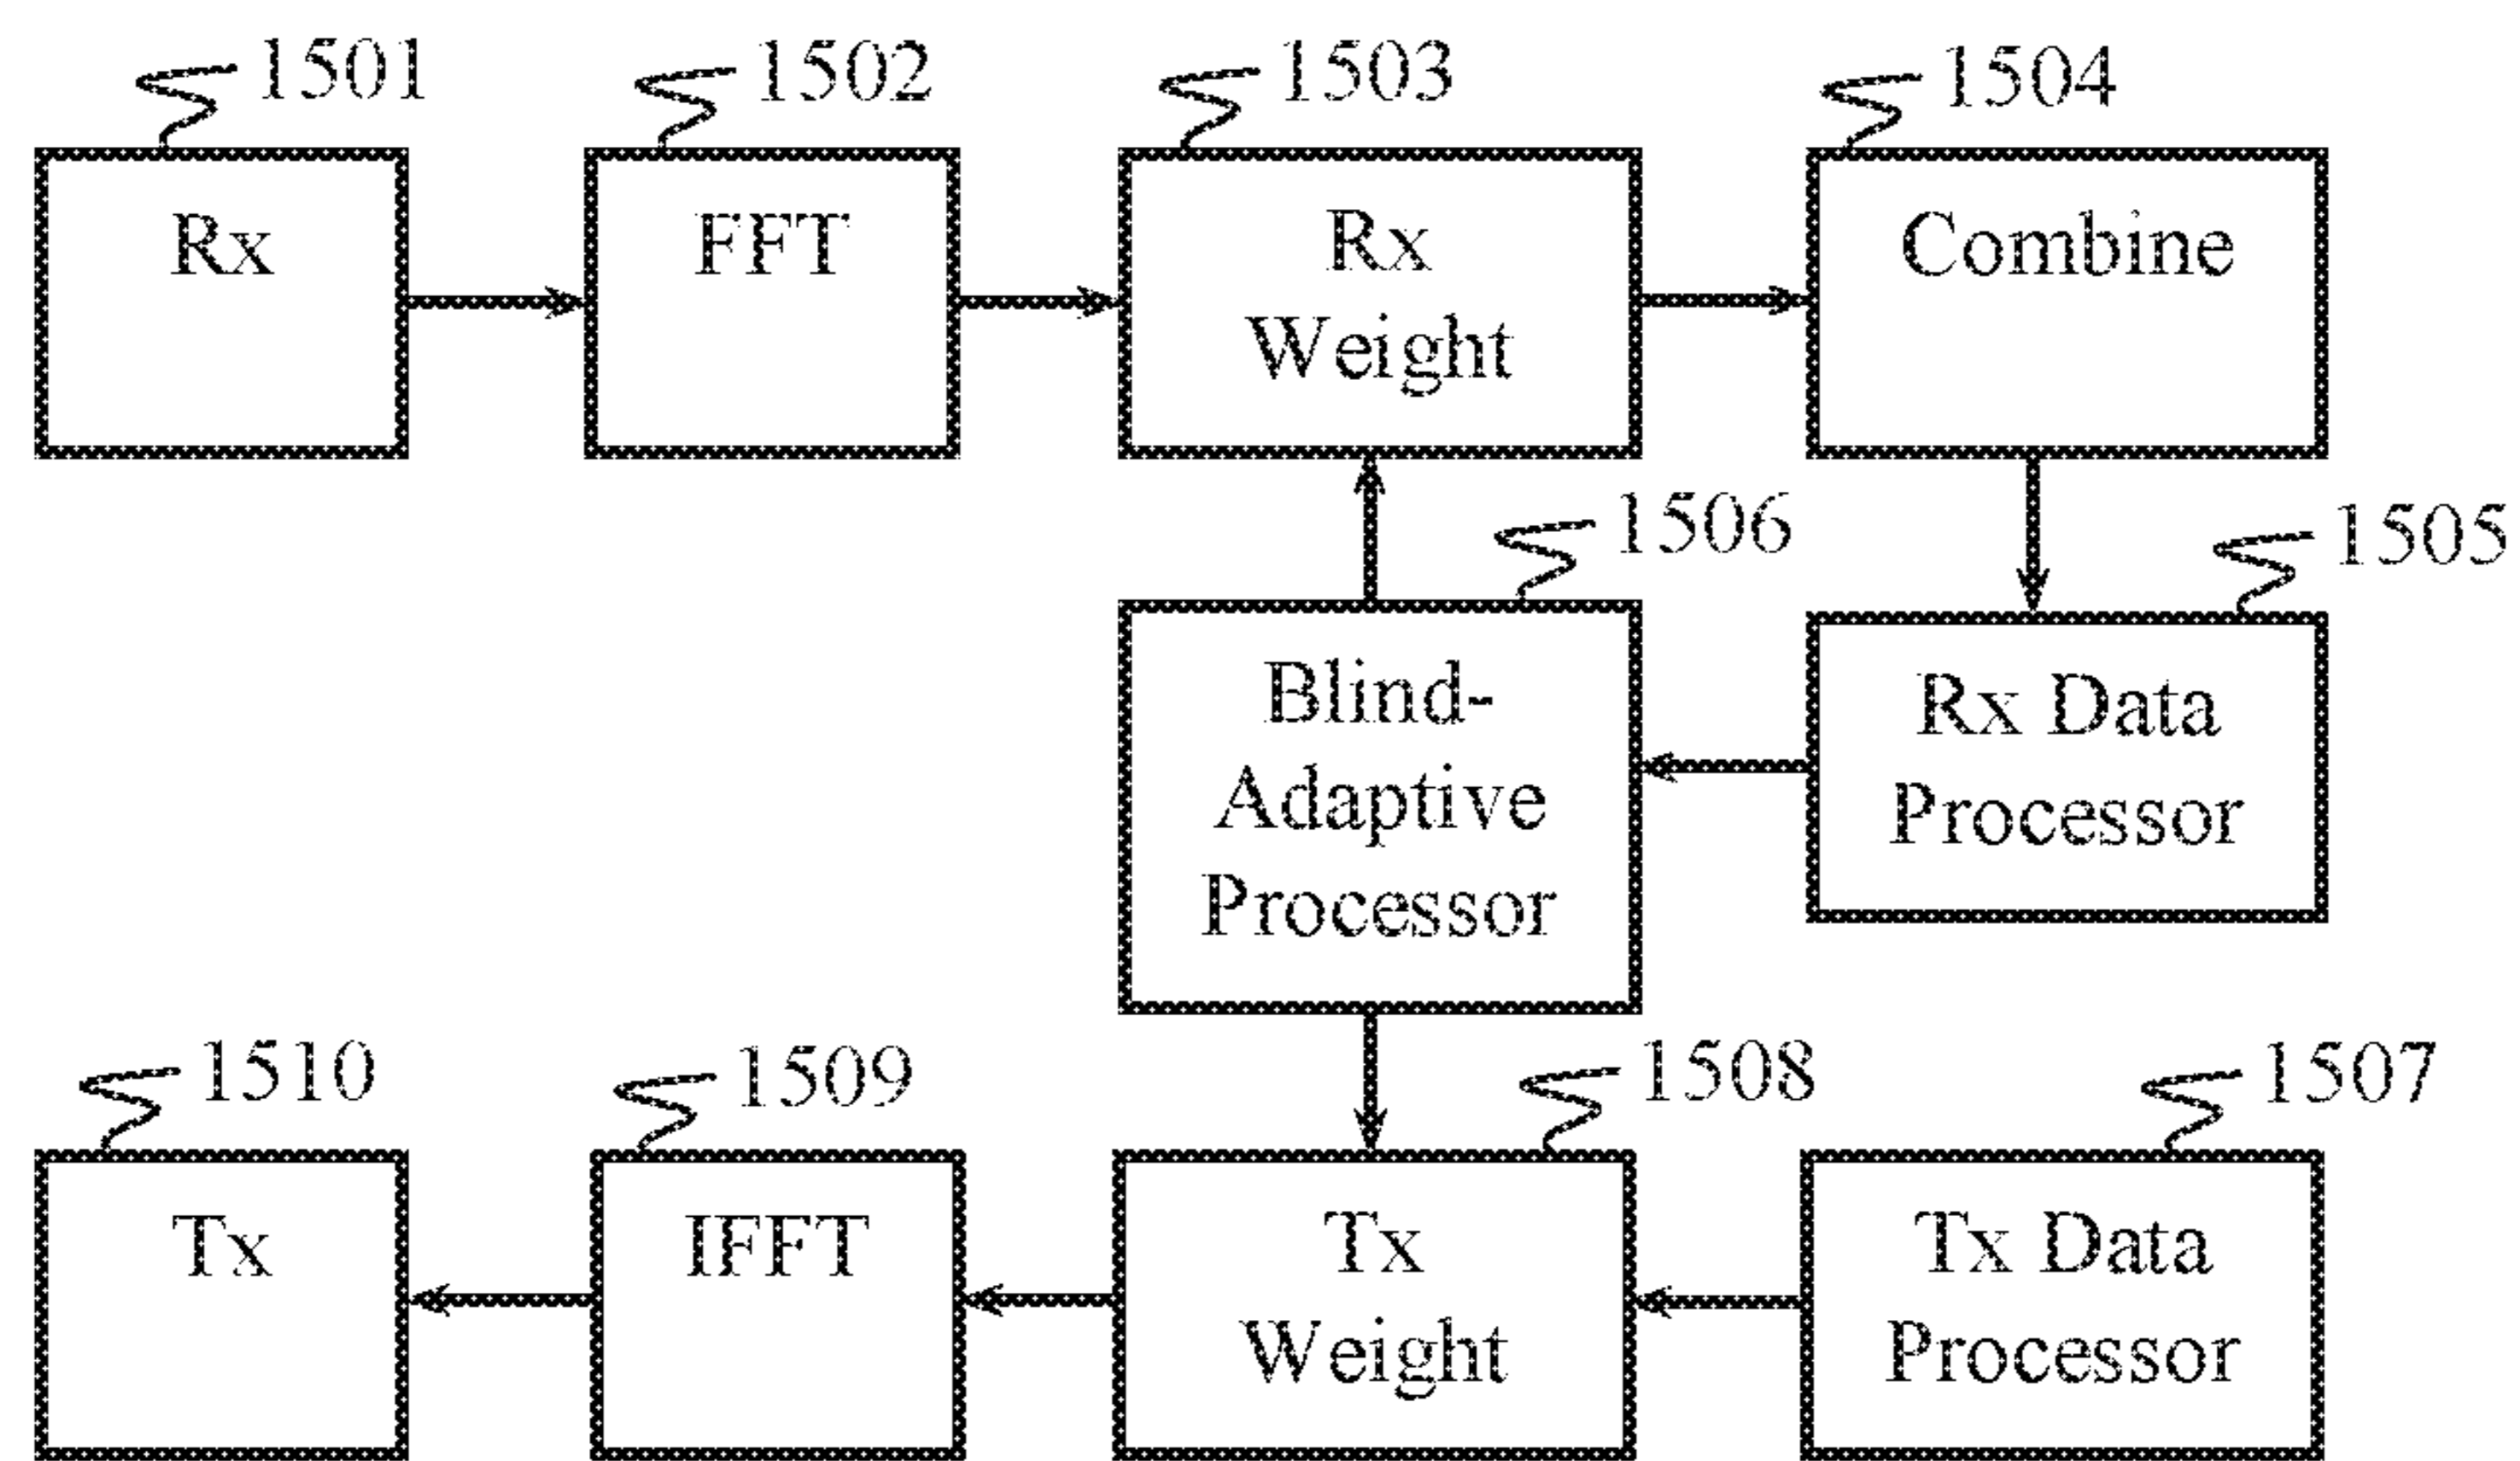 1501
1502
1503
1504
Rx
FFT
Rx
Weight
Combine
1506
1505
Blind-
Adaptive
Processor
Rx Data
Processor
1510
1509
1508
1507
Tx
IFFT
Tx
Weight
Tx Data
Processor